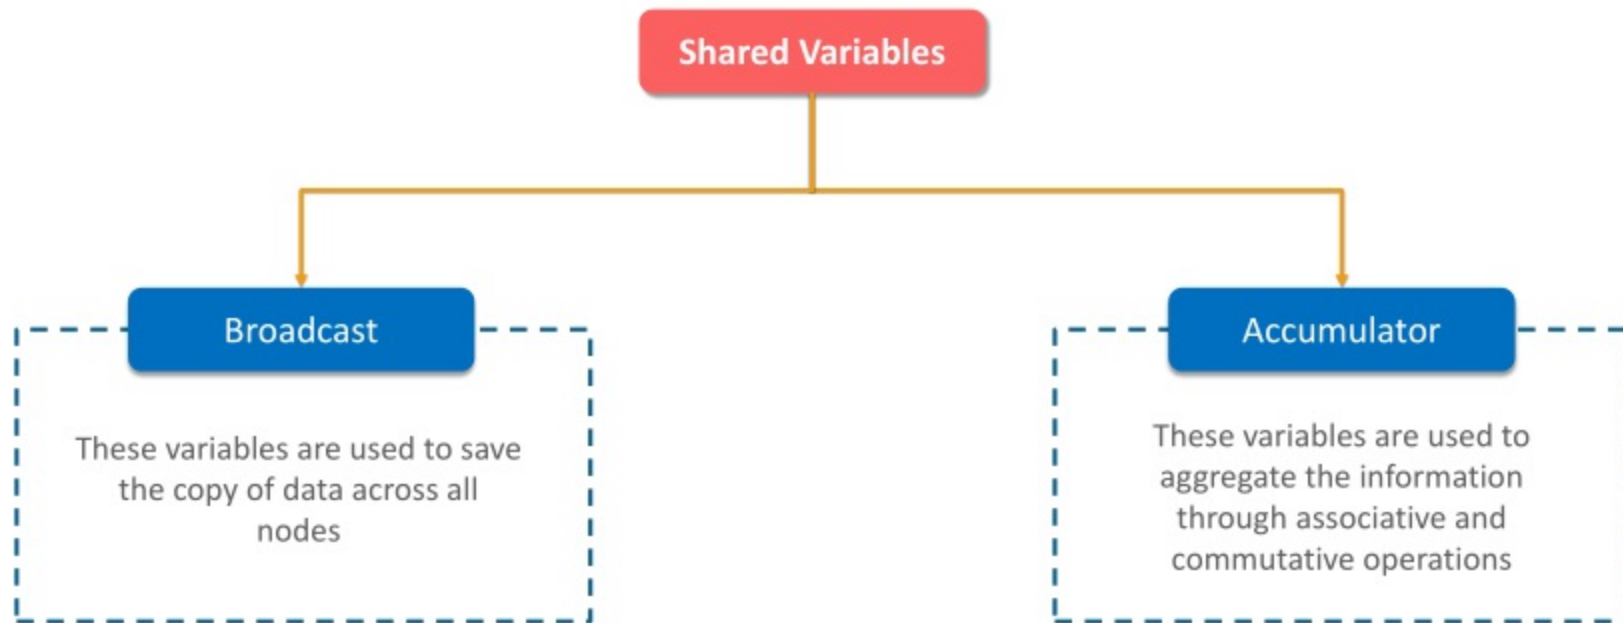 Shared Variables
Broadcast
These variables are used to save
the copy of data across all
nodes
Accumulator
These variables are used to
aggregate the information
through associative and
commutative operations